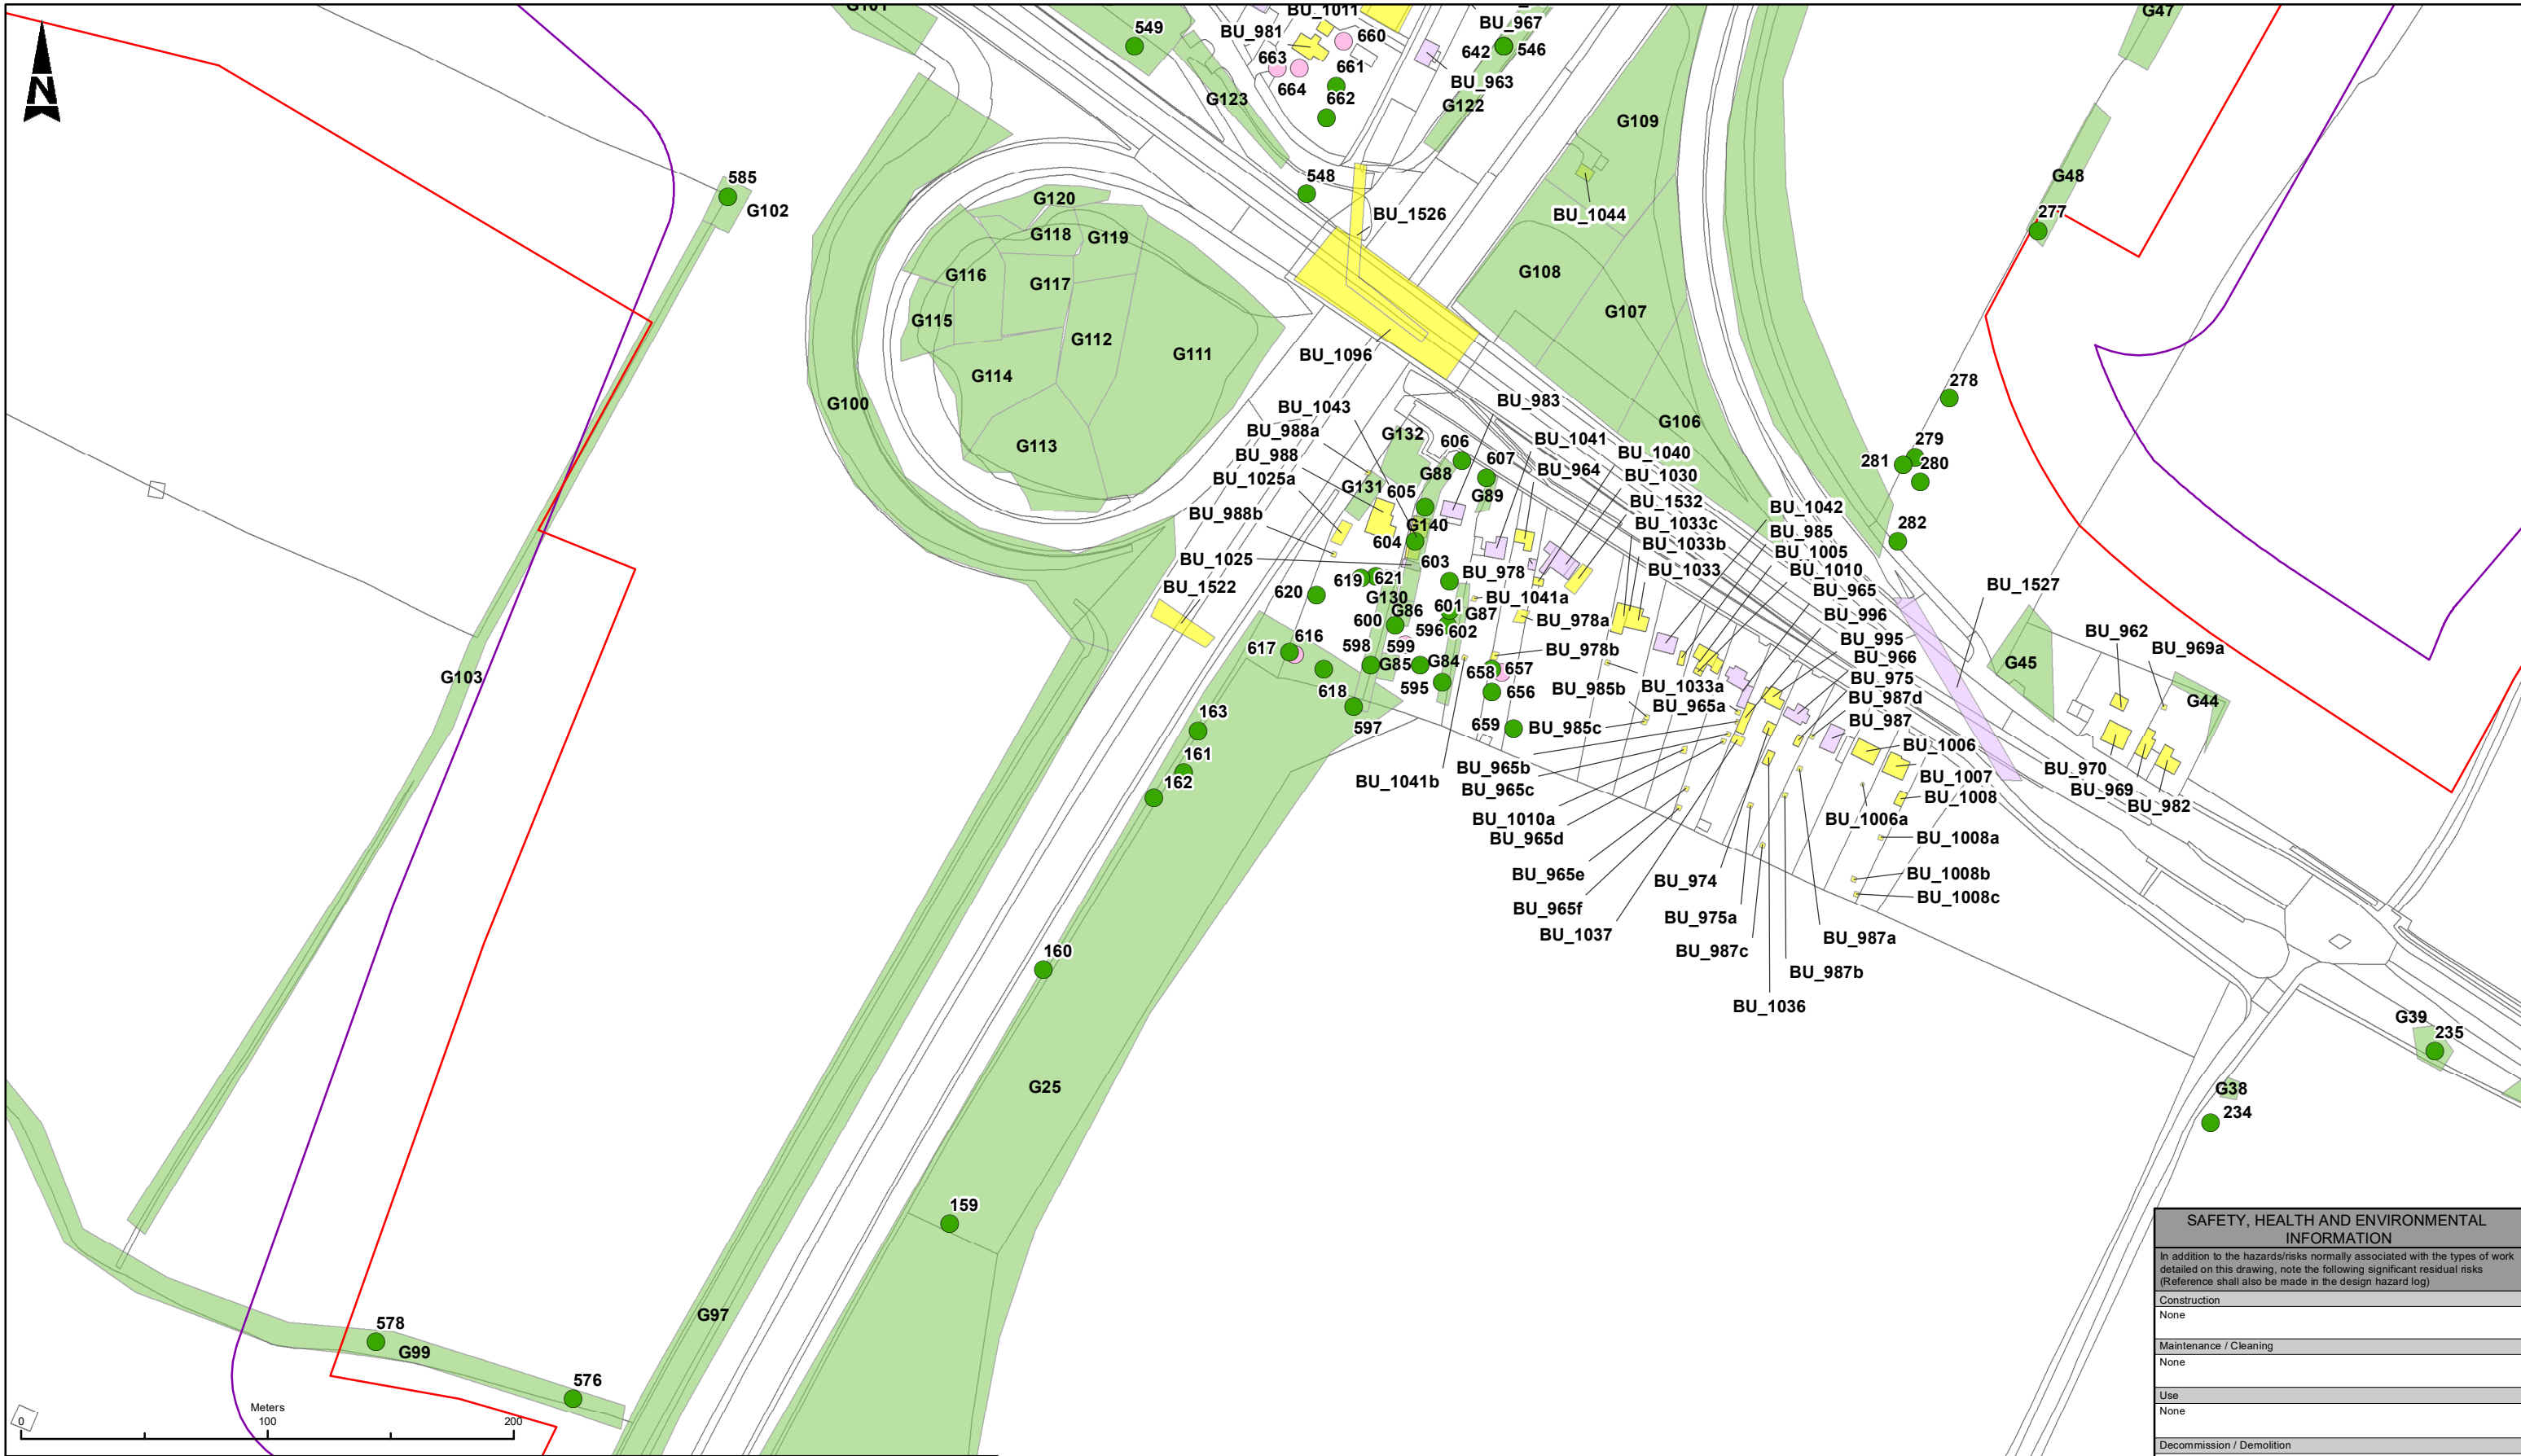 G101
BU_1011
BU_967
G47
549
BU_981
660
642
546
663
661
BU_963
664
662
G123
G122
G109
585
G102
548
G48
277
G120
BU_1526
BU_1044
G118
G119
G116
G117
G108
G115
G112
G107
G111
BU_1096
G114
G100
278
BU_1043
BU_983
G106
BU_988a
G132
606
BU_1041
279
BU_988
607
BU_964
BU_1040
281
280
BU_1025a
G88
BU_1030
G113
G131
605
G89
BU_1532
BU_1042
BU_988b
G140
BU_1033c
282
604
BU_1033b
BU_985
BU_1025
603
BU_978
BU_1033
BU_1005
BU_1010
BU_1522
619
621
BU_965
BU_1527
620
G130
BU_1041a
600
G86
601
G87
BU_978a
BU_996
616
596
602
BU_962
617
598
599
BU_978b
BU_995
BU_969a
G103
G85
G84
658
657
BU_966
G45
618
595
656
BU_985b
BU_1033a
BU_975
163
597
659
BU_965a
BU_987d
G44
BU_985c
BU_987
161
BU_965b
BU_1006
162
BU_1041b
BU_965c
BU_1007
BU_970
BU_1008
BU_969
BU_982
BU_1010a
BU_1006a
BU_965d
BU_1008a
BU_965e
BU_974
BU_1008b
BU_965f
BU_975a
BU_1008c
BU_1037
BU_987c
BU_987a
160
BU_987b
BU_1036
G39
235
G25
G38
234
159
G97
578
G99
576
N
Meters
0
100
200
SAFETY, HEALTH AND ENVIRONMENTAL
INFORMATION
In addition to the hazards/risks normally associated with the types of work
detailed on this drawing, note the following significant residual risks
(Reference shall also be made in the design hazard log)
Construction
None
Maintenance / Cleaning
None
Use
None
Decommission / Demolition